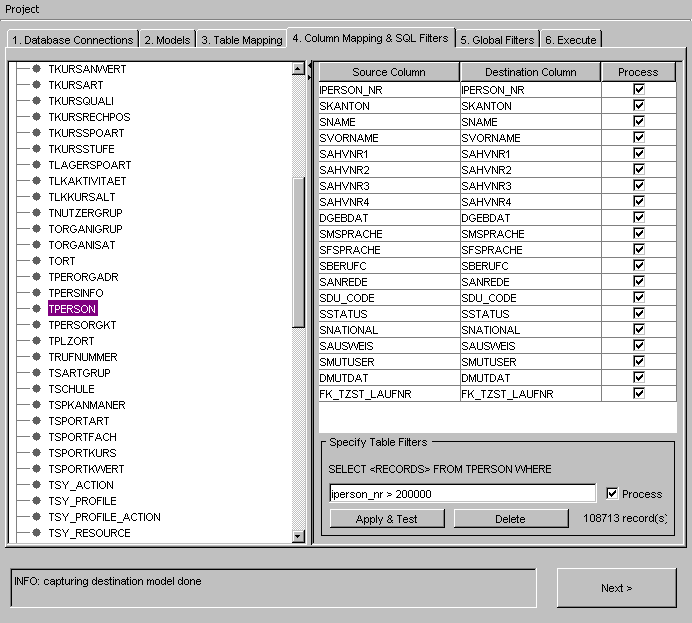 Project
1. Database Connections 2. Models 3. Table Mapping 4. Column Mapping & SQL Filters 5. Global Filters 6. Execute
TKURSANWERT
TKURSART
TKURSQUALI
TKURSRECHPOS
TKURSSPOART
TKURSSTUFE
TLAGERSPOART
TLKAKTIVITAET
TLKKURSALT
TNUTZERGRUP
TORGANIGRUP
TORGANISAT
TORT
TPERORGADR
TPERSINFO
TPERSON
TPERSORGKT
TPLZORT
TRUFNUMMER
TSARTGRUP
TSCHULE
TSPKANMANER
TSPORTART
TSPORTFACH
TSPORTKURS
TSPORTKWERT
TSY_ACTION
TSY_PROFILE
TSY_PROFILE_ACTION
TSY_RESOURCE
Source Column Destination Column Process
IPERSON_NR IPERSON_NR
SKANTON SKANTON
SNAME SNAME
SVORNAME SVORNAME
SAHVNR1 SAHVNR1
SAHVNR2 SAHVNR2
SAHVNR3 SAHVNR3
SAHVNR4 SAHVNR4
DGEBDAT DGEBDAT
SMSPRACHE SMSPRACHE
SFSPRACHE SFSPRACHE
SBERUFC SBERUFC
SANREDE SANREDE
SDU_CODE SDU_CODE
SSTATUS SSTATUS
SNATIONAL SNATIONAL
SAUSWEIS SAUSWEIS
SMUTUSER SMUTUSER
DMUTDAT DMUTDAT
FK_TZST_LAUFNR FK_TZST_LAUFNR
Specify Table Filters
SELECT <RECORDS> FROM TPERSON WHERE
iperson_nr > 200000 Process
Apply & Test Delete 108713 record(s)
INFO: capturing destination model done
Next >